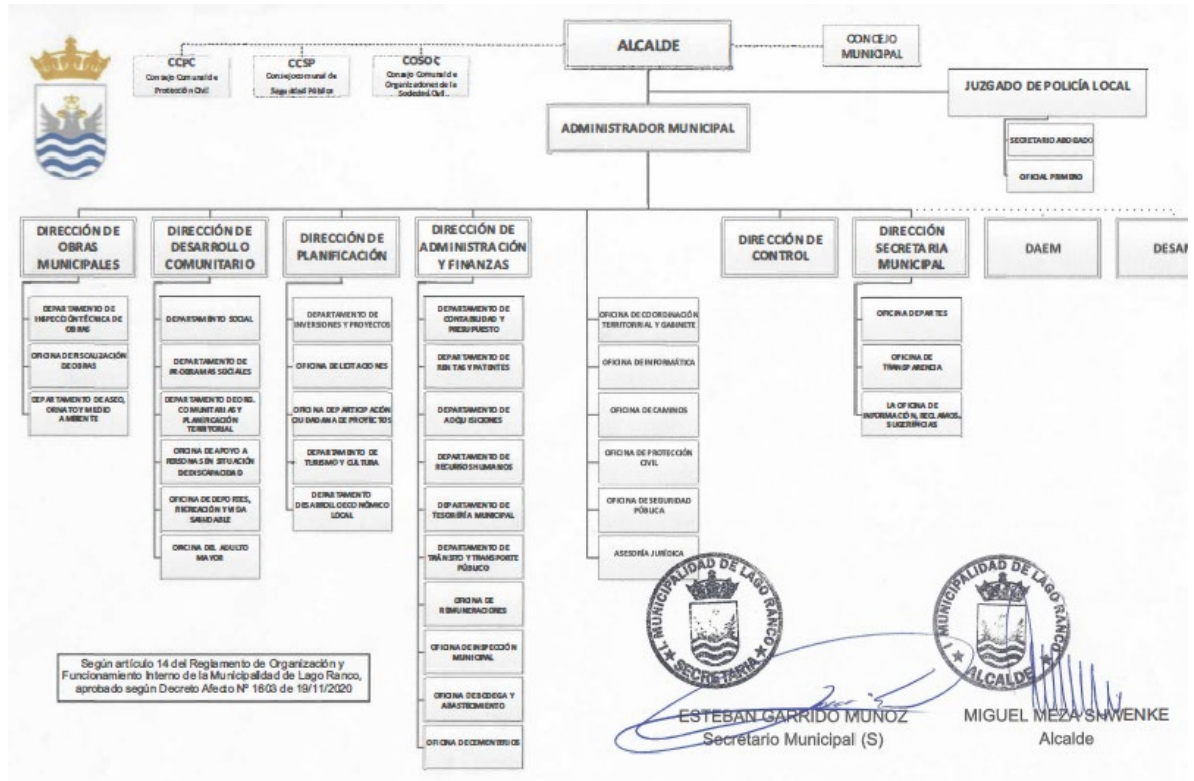 ALCALDE
CONCEJO
MUNICIPAL
CCPC
Consejo Comunal de
Protección Civil
CCSP
Consejo comunal de
Seguridad Pública
COSOC
Consejo Comunal de
Organizaciones de la
Sociedad Civil
JUZGADO DE POLICÍA LOCAL
SECRETARIO ABOGADO
OFICIAL PRIMERO
ADMINISTRADOR MUNICIPAL
DIRECCIÓN DE
OBRAS
MUNICIPALES
DEPARTAMENTO DE
INSPECCIÓN TÉCNICA DE
OBRAS
OFICINA DE FISCALIZACIÓN
DE OBRAS
DEPARTAMENTO DE ASEO,
ORNATO Y MEDIO
AMBIENTE
DIRECCIÓN DE
DESARROLLO
COMUNITARIO
DEPARTAMENTO SOCIAL
DEPARTAMENTO DE
PROGRAMAS SOCIALES
DEPARTAMENTO DE ORG.
COMUNITARIAS Y
PLANIFICACIÓN
TERRITORIAL
OFICINA DE APOYO A
PERSONAS EN SITUACIÓN
DE DISCAPACIDAD
OFICINA DE DEPORTES,
RECREACIÓN Y VIDA
SALUDABLE
OFICINA DEL ADULTO
MAYOR
DIRECCIÓN DE
PLANIFICACIÓN
DEPARTAMENTO DE
INVERSIONES Y PROYECTOS
OFICINA DE LICITACIONES
OFICINA DE PARTICIPACIÓN
CIUDADANA DE PROYECTOS
DEPARTAMENTO DE
TURISMO Y CULTURA
DEPARTAMENTO
DESARROLLO ECONÓMICO
LOCAL
DIRECCIÓN DE
ADMINISTRACIÓN
Y FINANZAS
DEPARTAMENTO DE
CONTABILIDAD Y
PRESUPUESTO
DEPARTAMENTO DE
RENTAS Y PATENTES
DEPARTAMENTO DE
ADQUISICIONES
DEPARTAMENTO DE
RECURSOS HUMANOS
DEPARTAMENTO DE
TESORERÍA MUNICIPAL
DEPARTAMENTO DE
TRÁNSITO Y TRANSPORTE
PÚBLICO
OFICINA DE
REMUNERACIONES
OFICINA DE INSPECCIÓN
MUNICIPAL
OFICINA DE BODEGA Y
ABASTECIMIENTO
OFICINA DE CEMENTERIOS
OFICINA DE COORDINACIÓN
TERRITORRIAL Y GABINETE
OFICINA DE INFORMÁTICA
OFICINA DE CAMINOS
OFICINA DE PROTECCIÓN
CIVIL
OFICINA DE SEGURIDAD
PÚBLICA
ASESORÍA JURÍDICA
DIRECCIÓN DE
CONTROL
DIRECCIÓN
SECRETARIA
MUNICIPAL
OFICINA DE PARTES
OFICINA DE
TRANSPARENCIA
LA OFICINA DE
INFORMACIÓN, RECLAMOS,
SUGERENCIAS
DAEM
DESAM
Según artículo 14 del Reglamento de Organización y
Funcionamiento Interno de la Municipalidad de Lago Ranco,
aprobado según Decreto Afecto Nº 1603 de 19/11/2020
I. MUNICIPALIDAD DE LAGO RANCO
SECRETARIA
I. MUNICIPALIDAD DE LAGO RANCO
ALCALDE
ESTEBAN GARRIDO MUÑOZ
Secretario Municipal (S)
MIGUEL MEZA SHWENKE
Alcalde